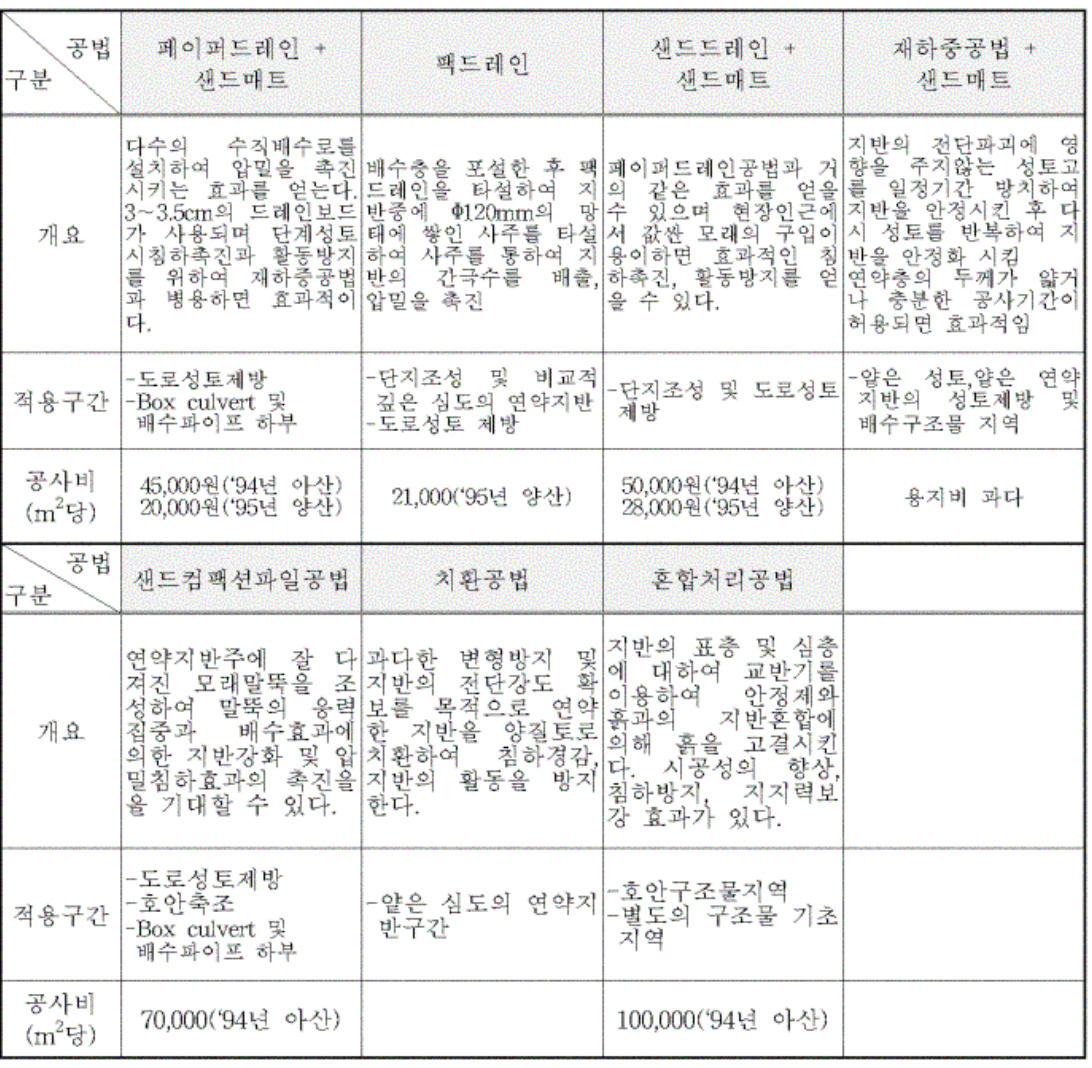 공법
구분
페이퍼드레인 +
샌드매트
팩드레인
샌드드레인 +
샌드매트
재하중공법 +
샌드매트
개요
다수의 수직배수로를
설치하여 압밀을 촉진
시키는 효과를 얻는다.
3~3.5cm의 드레인보드
가 사용되며 단계성토
시침하촉진과 활동방지
를 위하여 재하중공법
과 병용하면 효과적이
다.
배수층을 포설한 후 팩
드레인을 타설하여 지
반중에 Φ120mm의 망
태에 쌓인 사주를 타설
하여 사주를 통하여 지
반의 간극수를 배출,
압밀을 촉진
페이퍼드레인공법과 거
의 같은 효과를 얻을
수 있으며 현장인근에
서 값싼 모래의 구입이
용이하면 효과적인 침
하촉진, 활동방지를 얻
을 수 있다.
지반의 전단파괴에 영
향을 주지않는 성토고
를 일정기간 방치하여
지반을 안정시킨 후 다
시 성토를 반복하여 지
반을 안정화 시킴
연약층의 두께가 얇거
나 충분한 공사기간이
허용되면 효과적임
적용구간
-도로성토제방
-Box culvert 및
배수파이프 하부
-단지조성 및 비교적
깊은 심도의 연약지반
-도로성토 제방
-단지조성 및 도로성토
제방
-얕은 성토,얕은 연약
지반의 성토제방 및
배수구조물 지역
공사비
(m²당)
45,000원('94년 아산)
20,000원('95년 양산)
21,000('95년 양산)
50,000원('94년 아산)
28,000원('95년 양산)
용지비 과다
공법
구분
샌드컴팩션파일공법
치환공법
혼합처리공법
개요
연약지반주에 잘 다
져진 모래말뚝을 조
성하여 말뚝의 응력
집중과 배수효과에
의한 지반강화 및 압
밀침하효과의 촉진을
을 기대할 수 있다.
과다한 변형방지 및
지반의 전단강도 확
보를 목적으로 연약
한 지반을 양질토로
치환하여 침하경감,
지반의 활동을 방지
한다.
지반의 표층 및 심층
에 대하여 교반기를
이용하여 안정제와
흙과의 지반혼합에
의해 흙을 고결시킨
다. 시공성의 향상,
침하방지, 지지력보
강 효과가 있다.
적용구간
-도로성토제방
-호안축조
-Box culvert 및
배수파이프 하부
-얕은 심도의 연약지
반구간
-호안구조물지역
-별도의 구조물 기초
지역
공사비
(m²당)
70,000('94년 아산)
100,000('94년 아산)